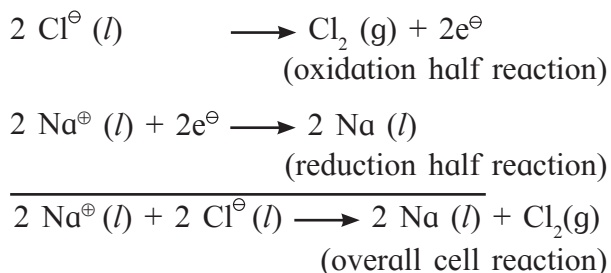 2 Cl⊖ (l) ⟶ Cl₂ (g) + 2e⊖
(oxidation half reaction)
2 Na⊕ (l) + 2e⊖ ⟶ 2 Na (l)
(reduction half reaction)
2 Na⊕ (l) + 2 Cl⊖ (l) ⟶ 2 Na (l) + Cl₂(g)
(overall cell reaction)